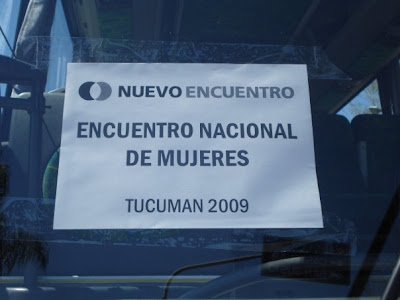 NUEVO ENCUENTRO
ENCUENTRO NACIONAL
DE MUJERES
TUCUMAN 2009